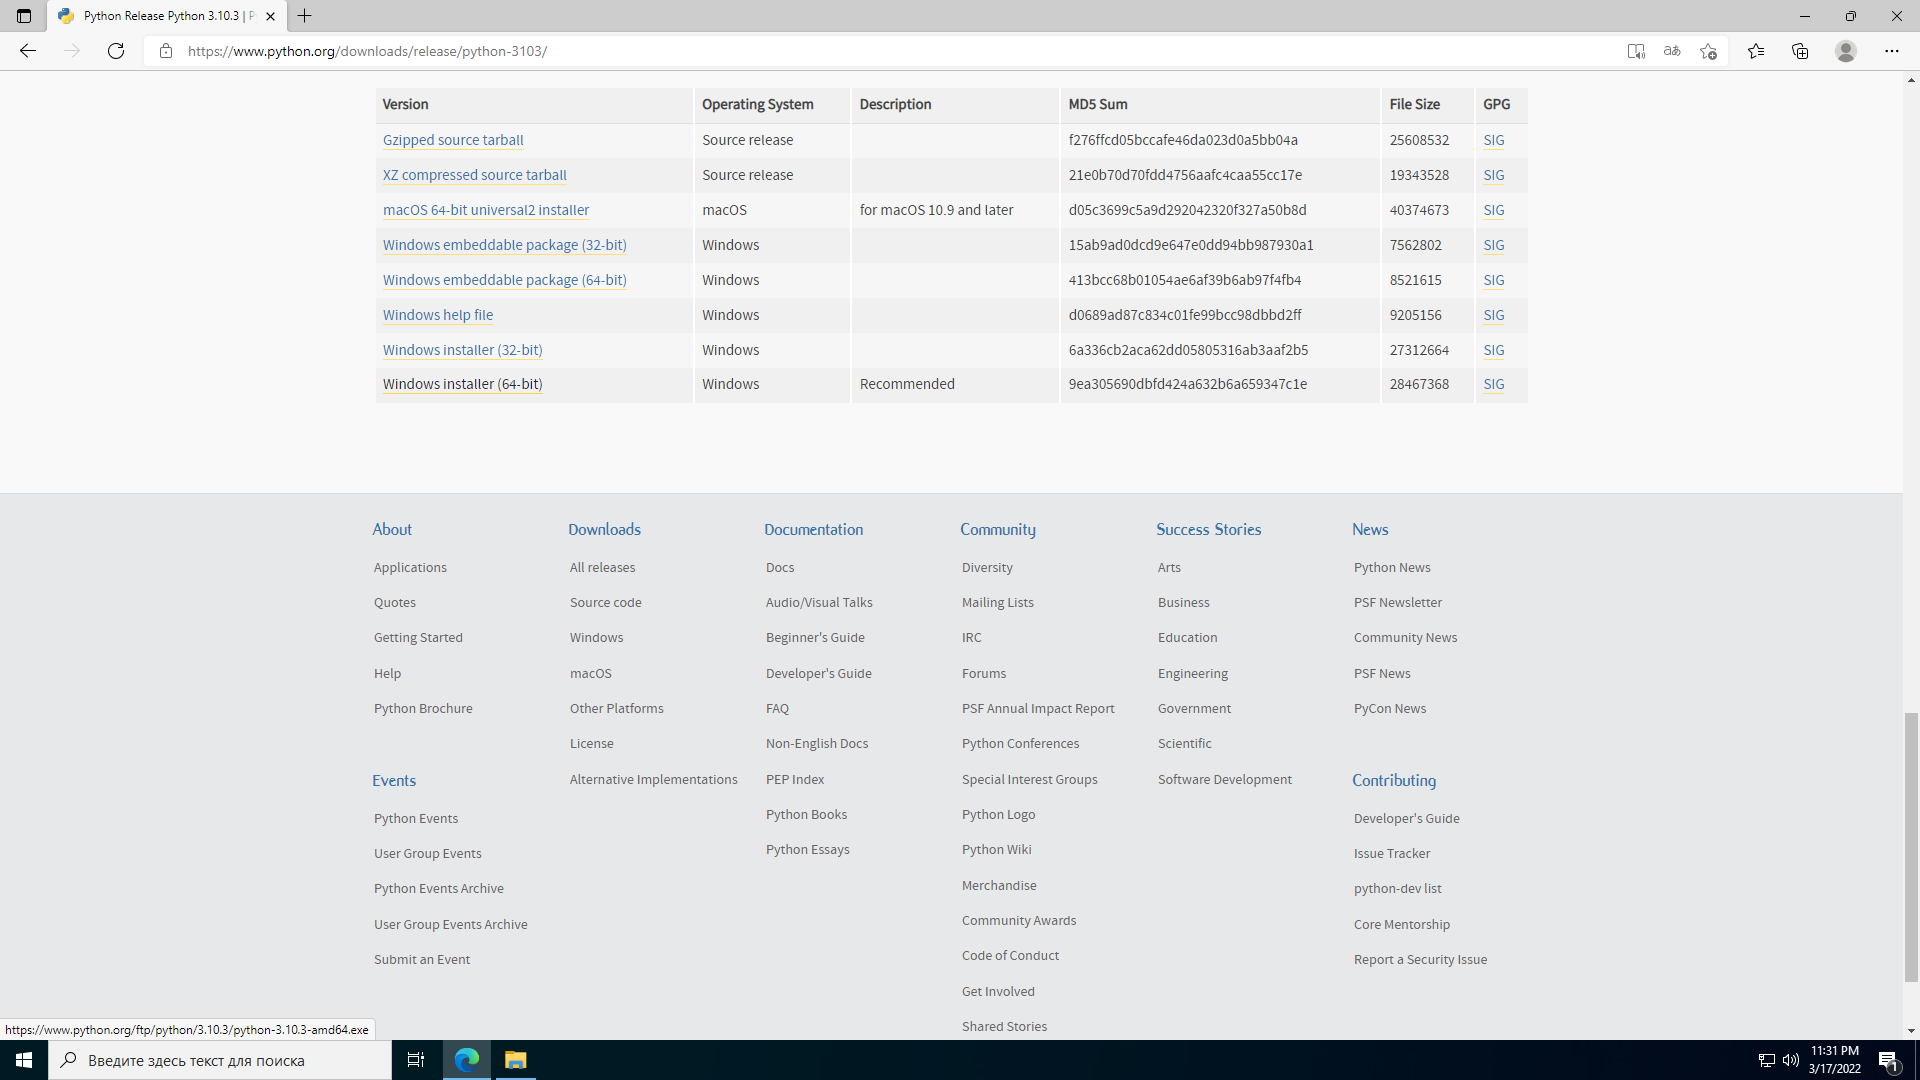 Python Release Python 3.10.3 | P
https://www.python.org/downloads/release/python-3103/
Version Operating System Description MD5 Sum File Size GPG
Gzipped source tarball Source release f276ffcd05bccafe46da023d0a5bb04a 25608532 SIG
XZ compressed source tarball Source release 21e0b70d70fdd4756aafc4caa55cc17e 19343528 SIG
macOS 64-bit universal2 installer macOS for macOS 10.9 and later d05c3699c5a9d292042320f327a50b8d 40374673 SIG
Windows embeddable package (32-bit) Windows 15ab9ad0dcd9e647e0dd94bb987930a1 7562802 SIG
Windows embeddable package (64-bit) Windows 413bcc68b01054ae6af39b6ab97f4fb4 8521615 SIG
Windows help file Windows d0689ad87c834c01fe99bcc98dbbd2ff 9205156 SIG
Windows installer (32-bit) Windows 6a336cb2aca62dd05805316ab3aaf2b5 27312664 SIG
Windows installer (64-bit) Windows Recommended 9ea305690dbfd424a632b6a659347c1e 28467368 SIG
About
Applications
Quotes
Getting Started
Help
Python Brochure
Events
Python Events
User Group Events
Python Events Archive
User Group Events Archive
Submit an Event
Downloads
All releases
Source code
Windows
macOS
Other Platforms
License
Alternative Implementations
Documentation
Docs
Audio/Visual Talks
Beginner's Guide
Developer's Guide
FAQ
Non-English Docs
PEP Index
Python Books
Python Essays
Community
Diversity
Mailing Lists
IRC
Forums
PSF Annual Impact Report
Python Conferences
Special Interest Groups
Python Logo
Python Wiki
Merchandise
Community Awards
Code of Conduct
Get Involved
Shared Stories
Success Stories
Arts
Business
Education
Engineering
Government
Scientific
Software Development
News
Python News
PSF Newsletter
Community News
PSF News
PyCon News
Contributing
Developer's Guide
Issue Tracker
python-dev list
Core Mentorship
Report a Security Issue
https://www.python.org/ftp/python/3.10.3/python-3.10.3-amd64.exe
Введите здесь текст для поиска
11:31 PM
3/17/2022
1